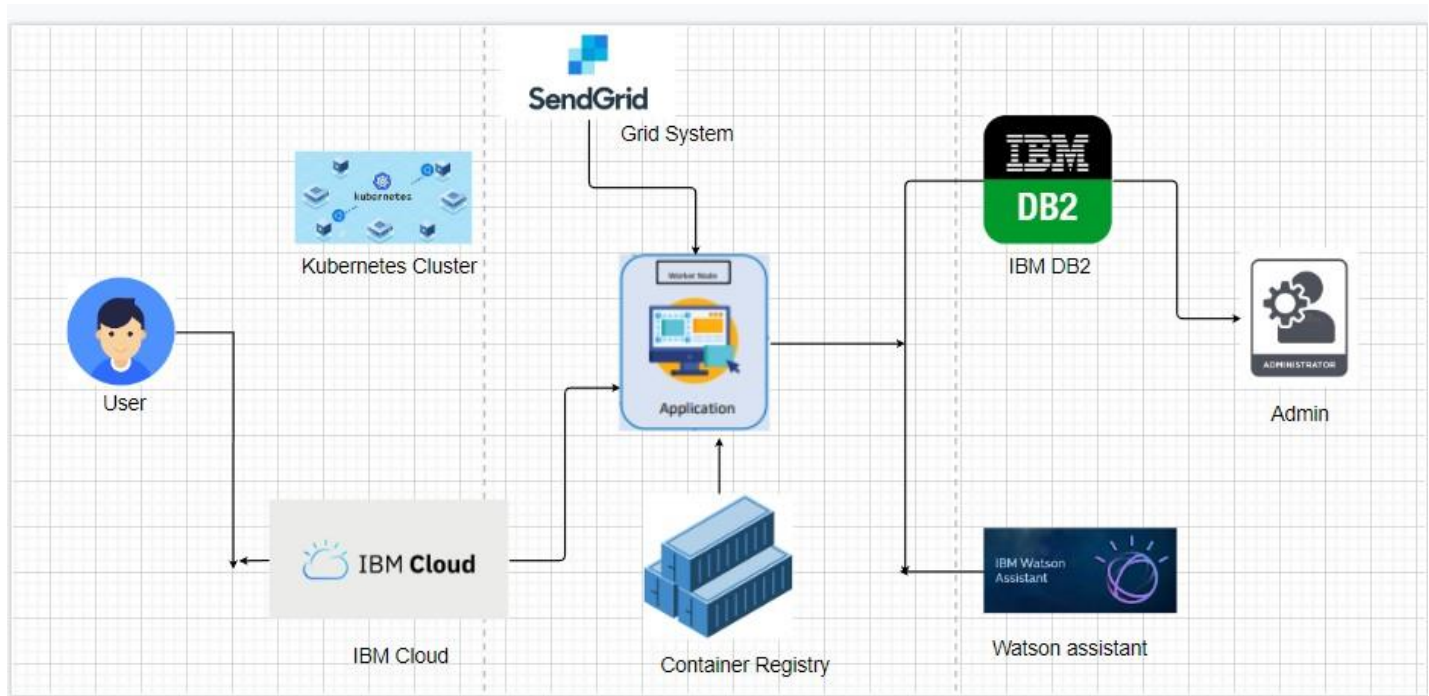 SendGrid
Grid System
kubernetes
Kubernetes Cluster
IBM
DB2
IBM DB2
Worker Node
Application
User
ADMINISTRATOR
Admin
IBM Cloud
IBM Cloud
Container Registry
IBM Watson
Assistant
Watson assistant